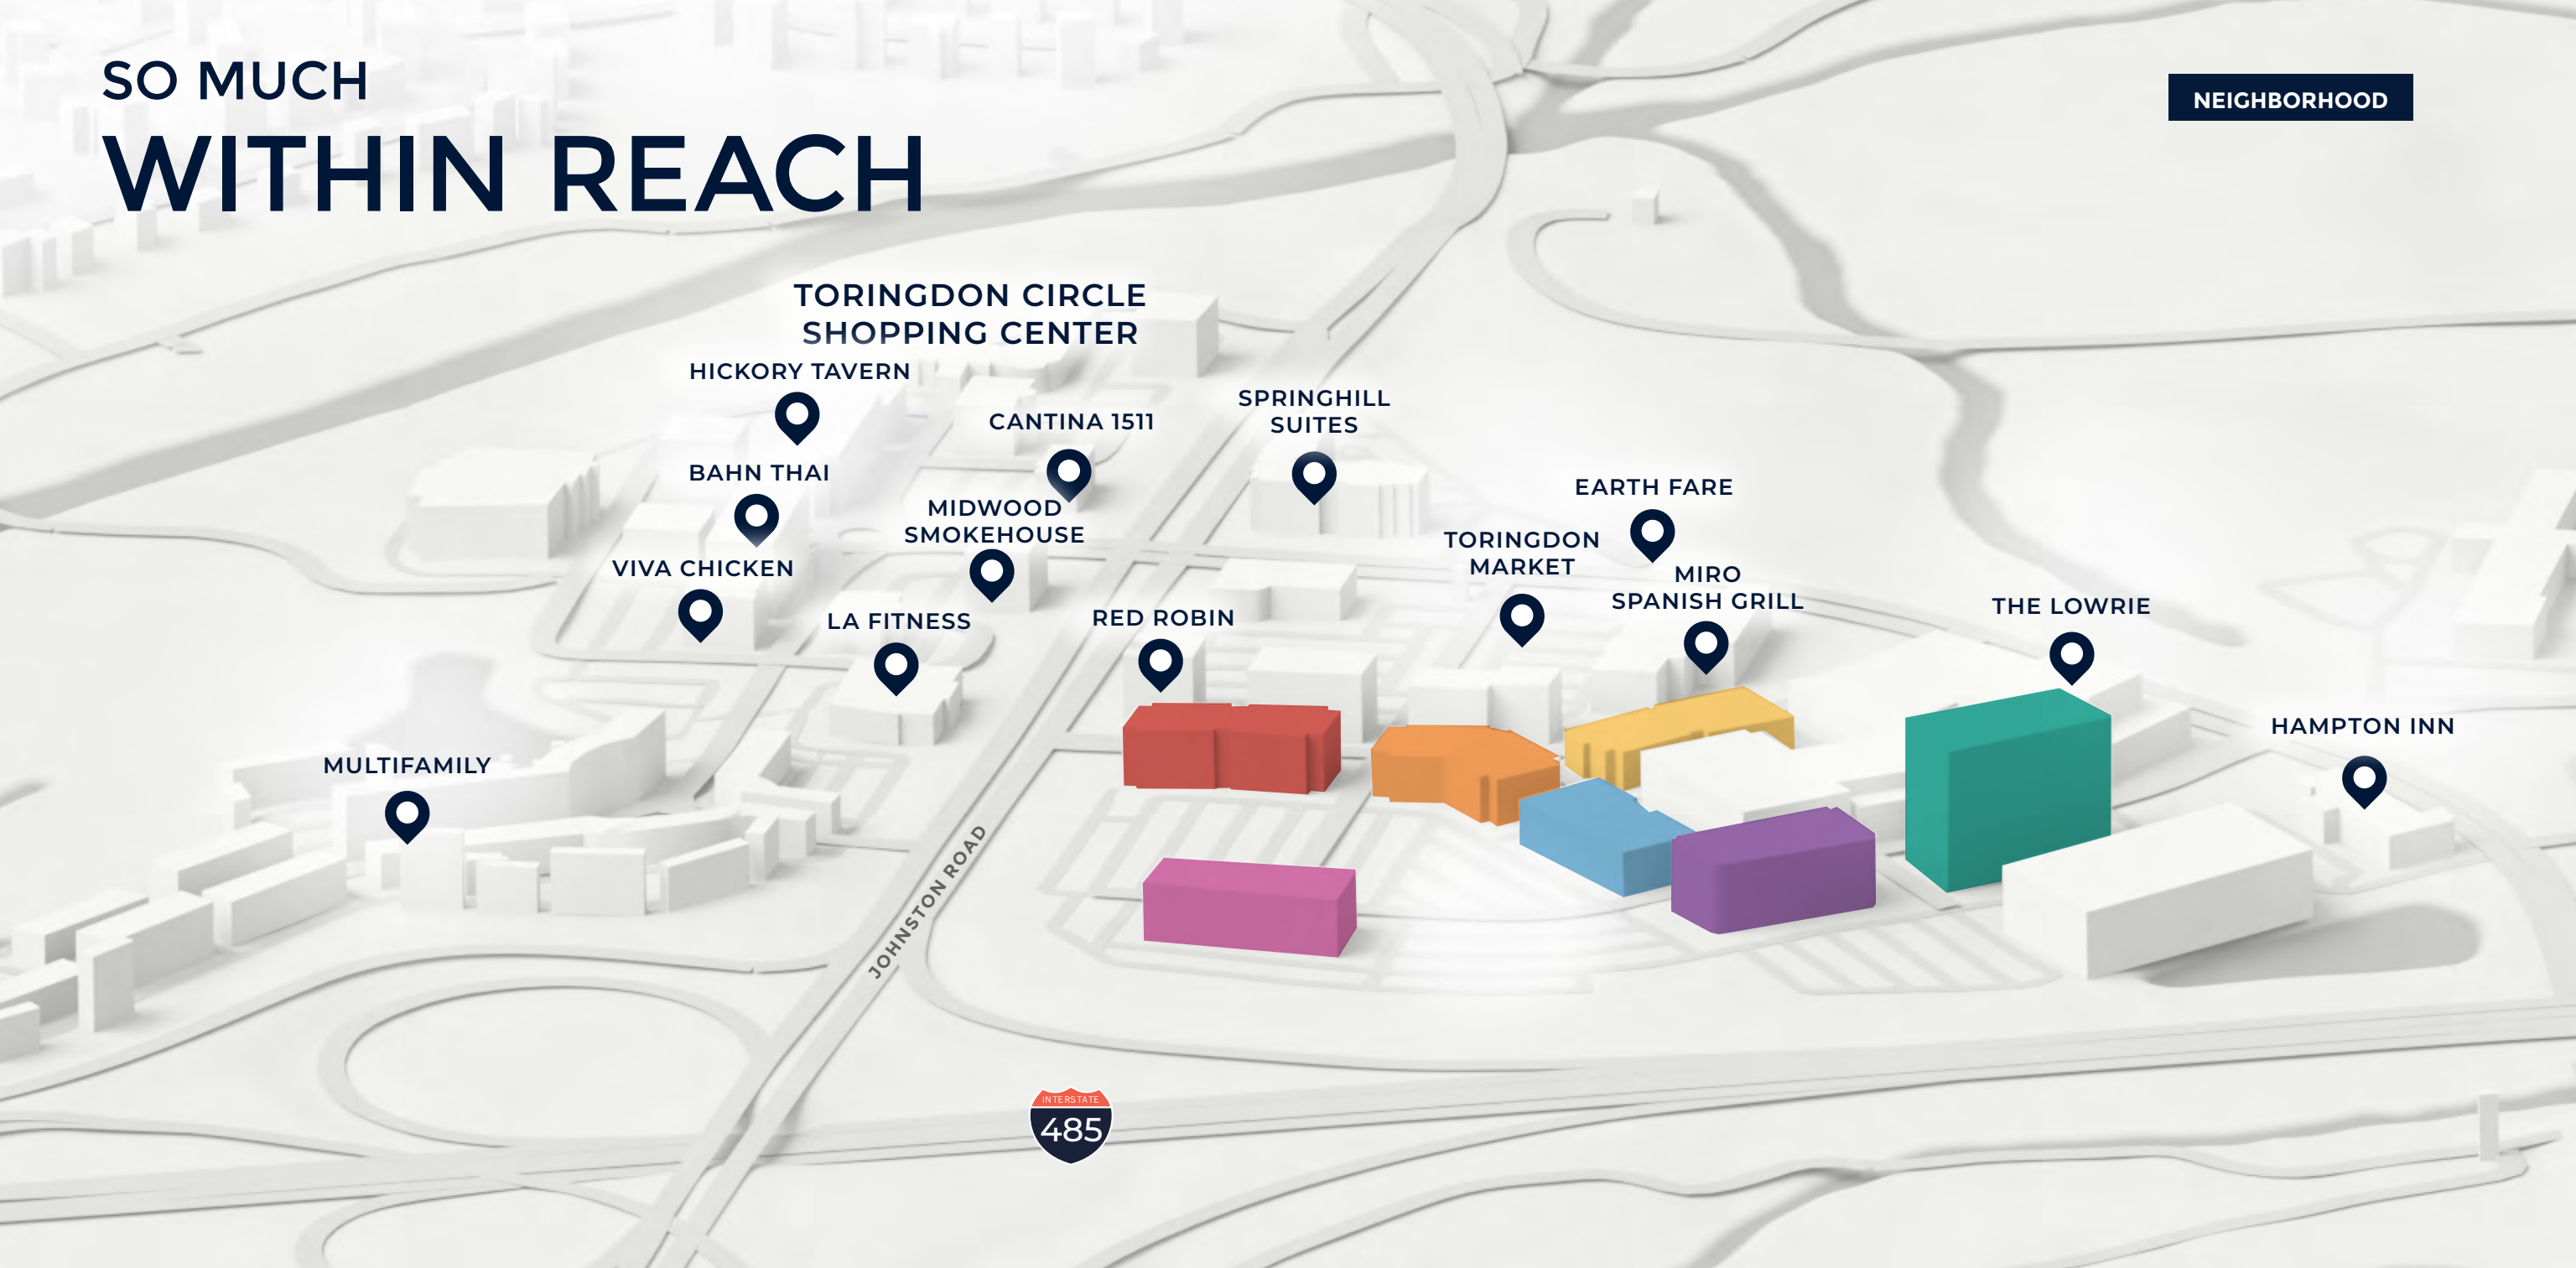 SO MUCH
WITHIN REACH
NEIGHBORHOOD
TORINGDON CIRCLE
SHOPPING CENTER
HICKORY TAVERN
CANTINA 1511
SPRINGHILL
SUITES
BAHN THAI
MIDWOOD
SMOKEHOUSE
EARTH FARE
TORINGDON
MARKET
VIVA CHICKEN
MIRO
SPANISH GRILL
LA FITNESS
RED ROBIN
THE LOWRIE
HAMPTON INN
MULTIFAMILY
JOHNSTON ROAD
INTERSTATE
485